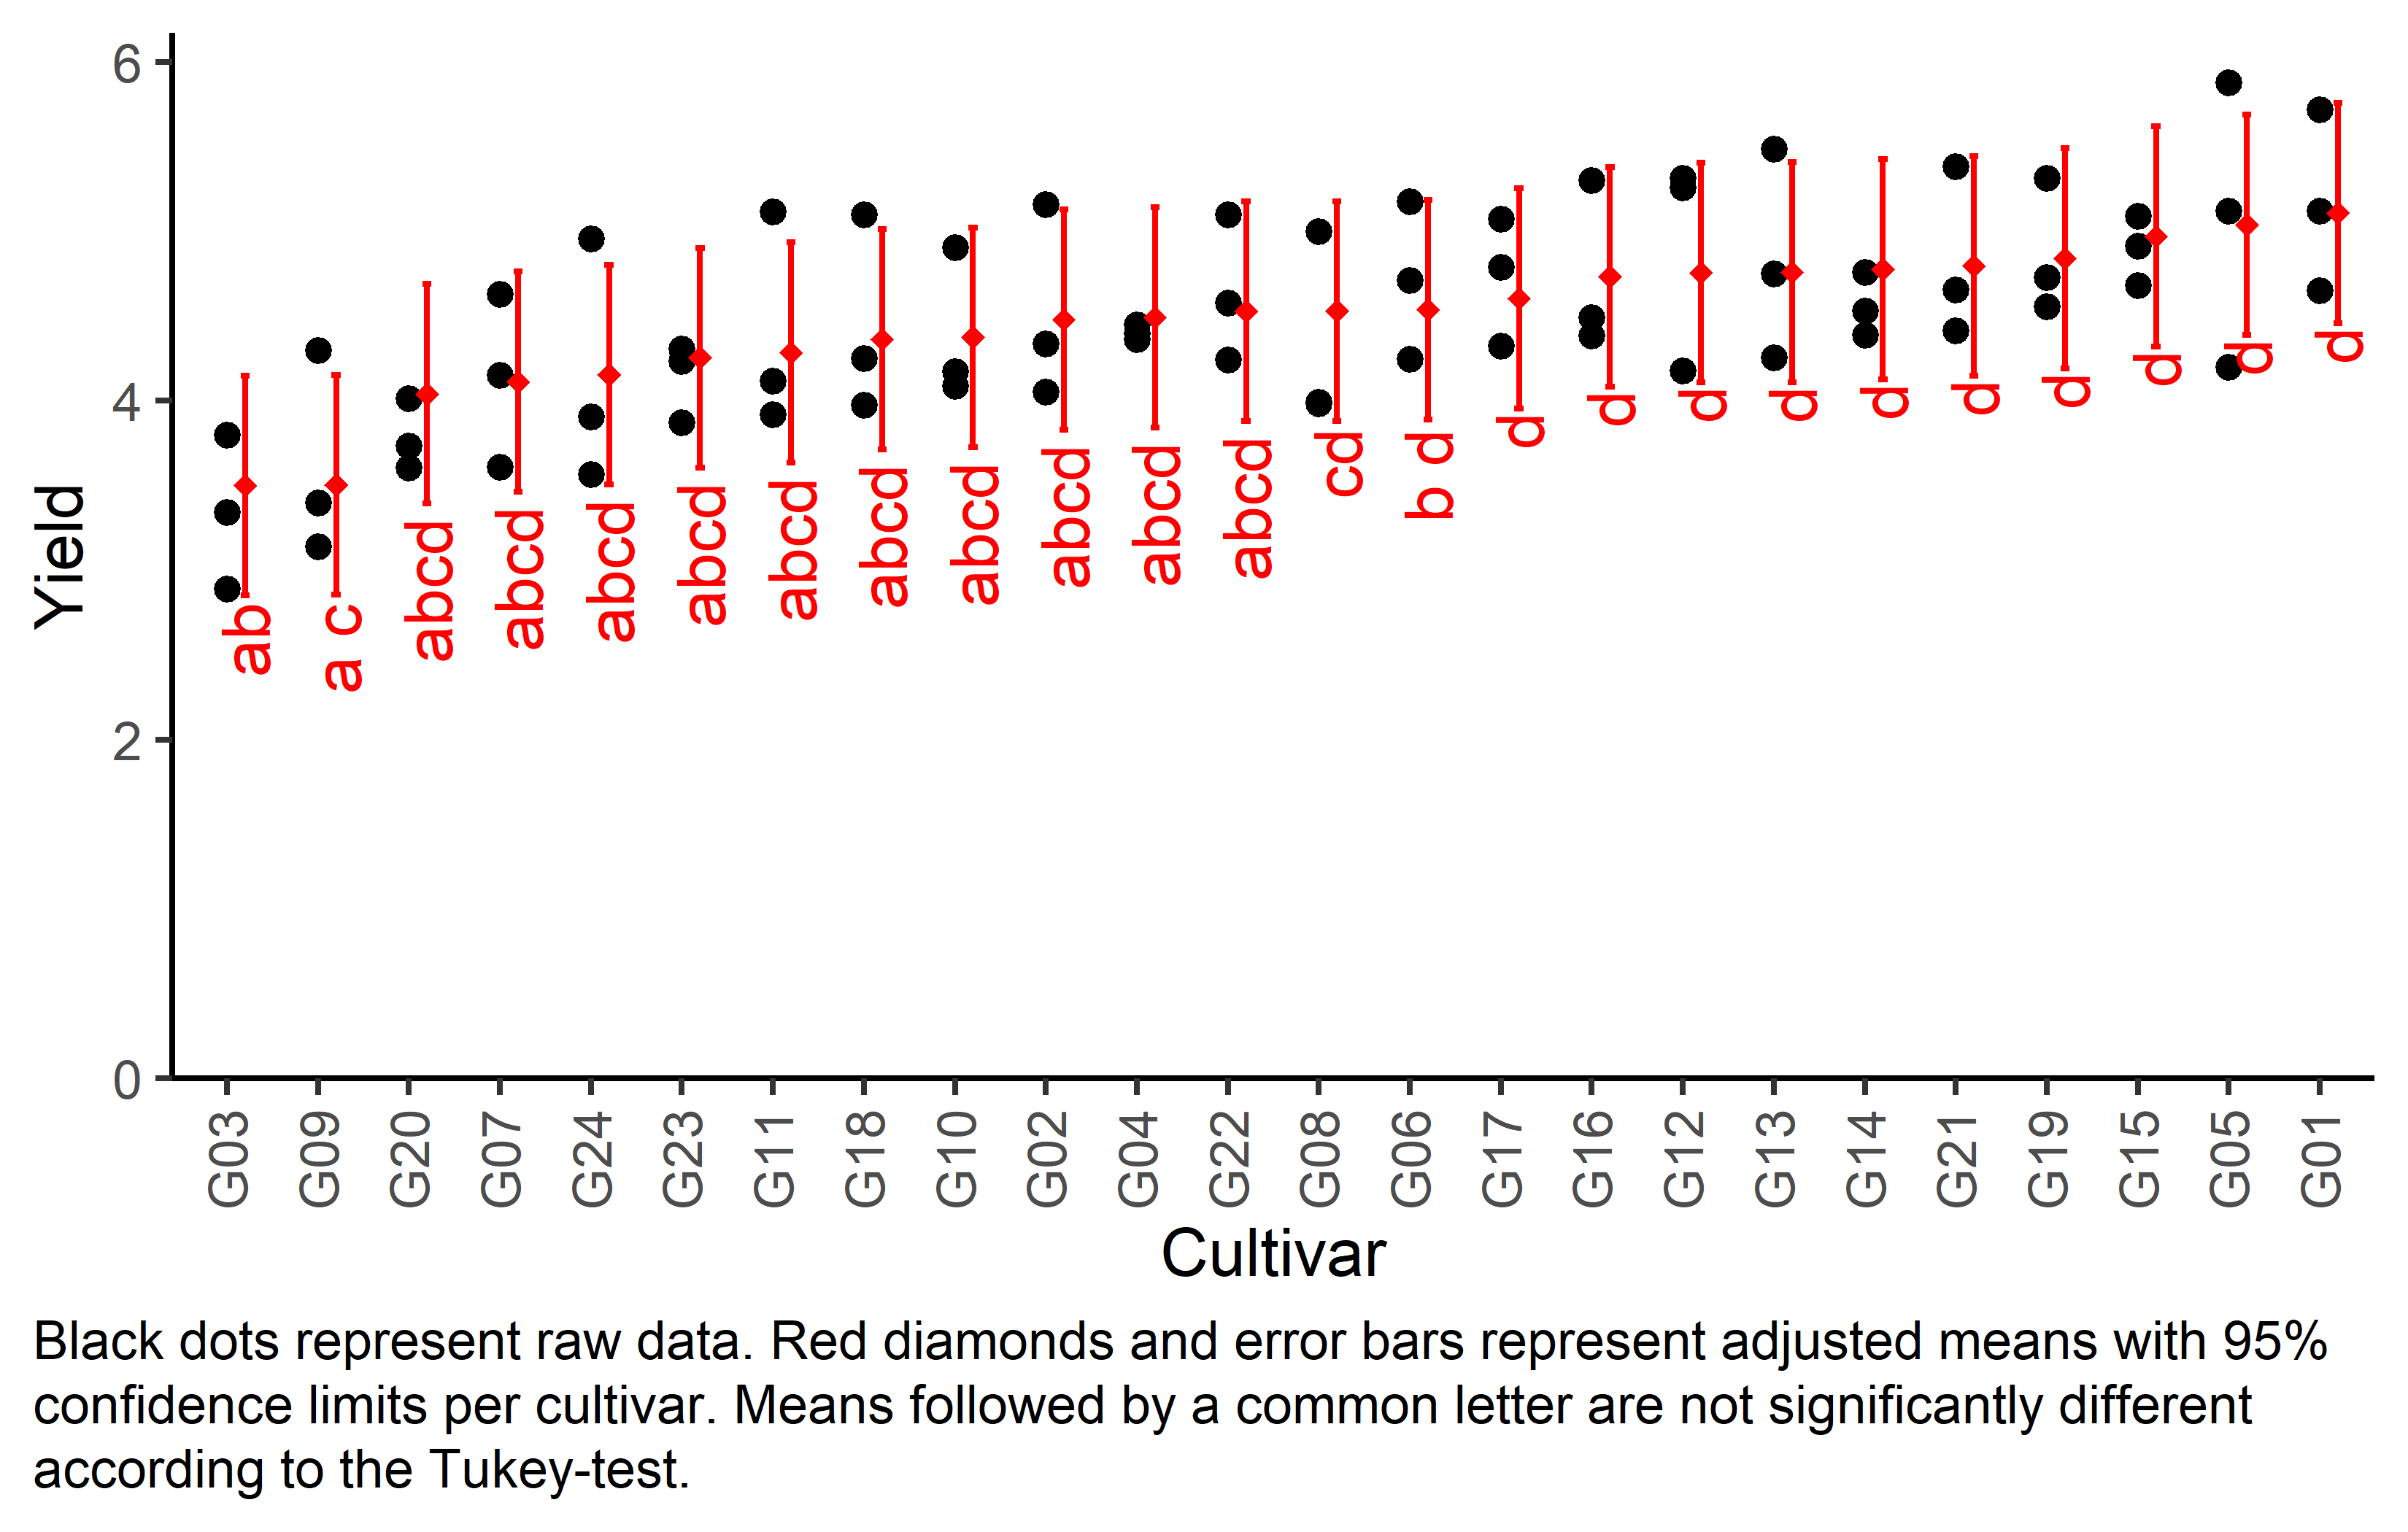 6
4
2
0
Yield
ab
a c
abcd
abcd
abcd
abcd
abcd
abcd
abcd
abcd
abcd
abcd
cd
b d
d
d
d
d
d
d
d
d
d
d
G03 G09 G20 G07 G24 G23 G11 G18 G10 G02 G04 G22 G08 G06 G17 G16 G12 G13 G14 G21 G19 G15 G05 G01
Cultivar
Black dots represent raw data. Red diamonds and error bars represent adjusted means with 95%
confidence limits per cultivar. Means followed by a common letter are not significantly different
according to the Tukey-test.